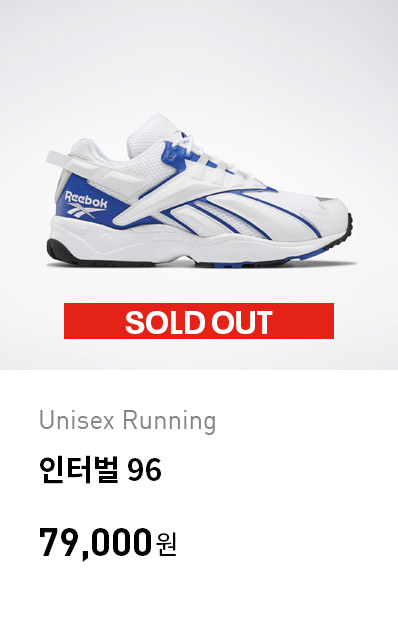 Reebok
SOLD OUT
Unisex Running
인터벌 96
79,000원